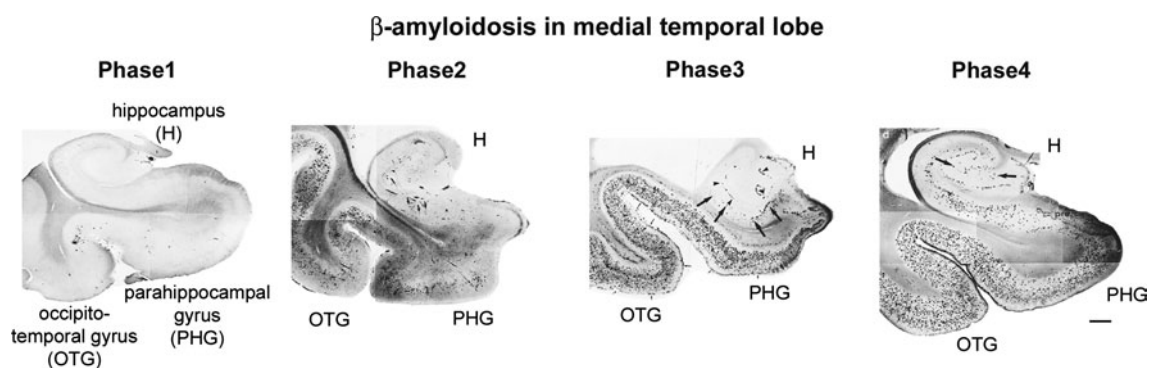 β-amyloidosis in medial temporal lobe
Phase1
Phase2
Phase3
Phase4
hippocampus
(H)
H
H
H
parahippocampal
gyrus
(PHG)
occipito-
temporal gyrus
(OTG)
OTG
PHG
OTG
PHG
OTG
PHG